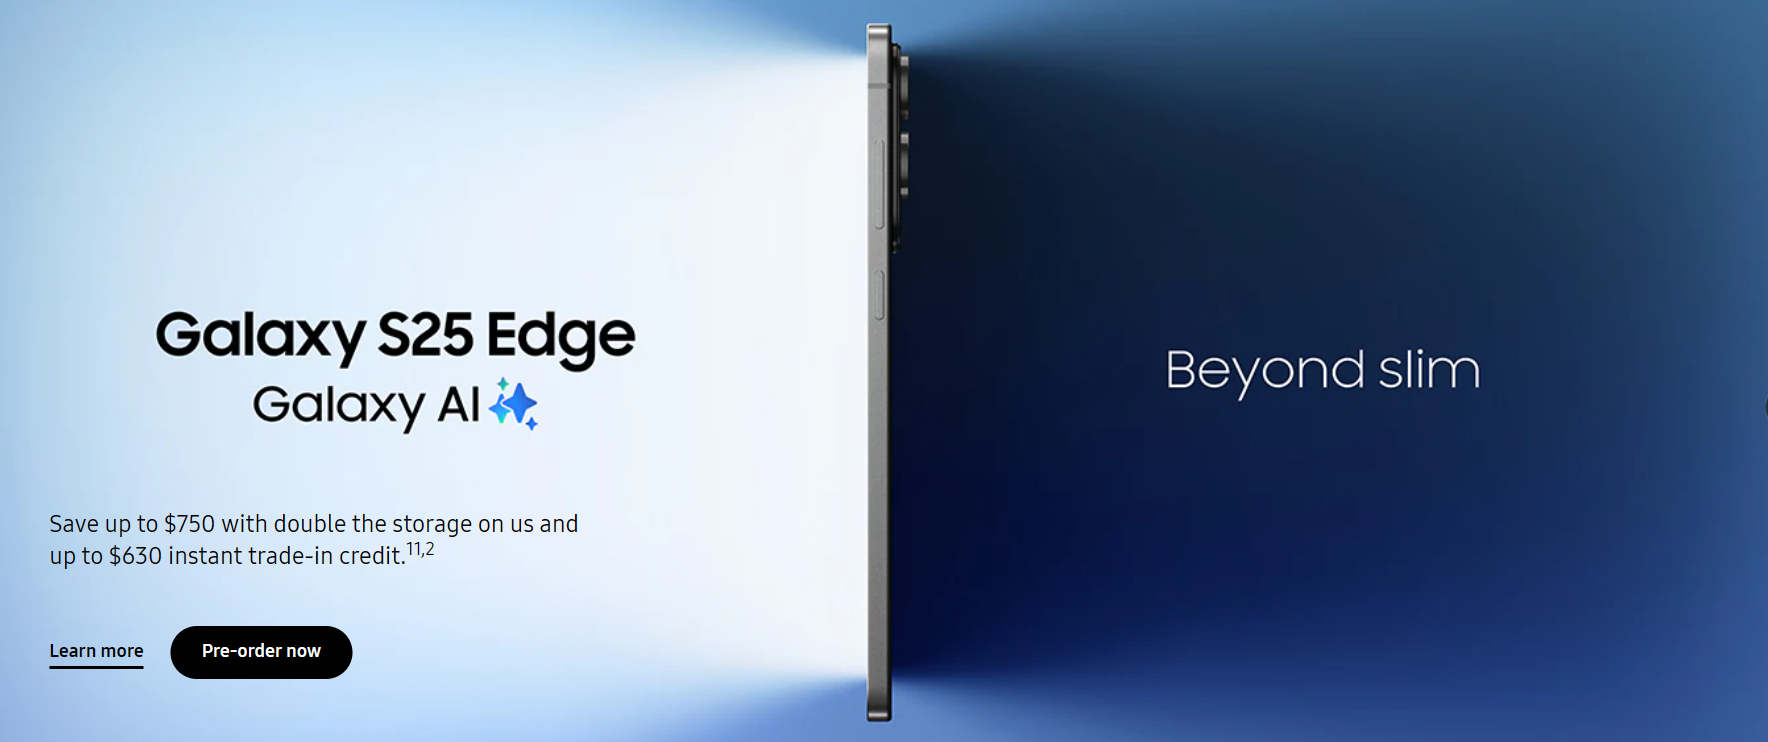 Galaxy S25 Edge
Galaxy AI
Beyond slim
Save up to $750 with double the storage on us and
up to $630 instant trade-in credit.11,2
Learn more
Pre-order now